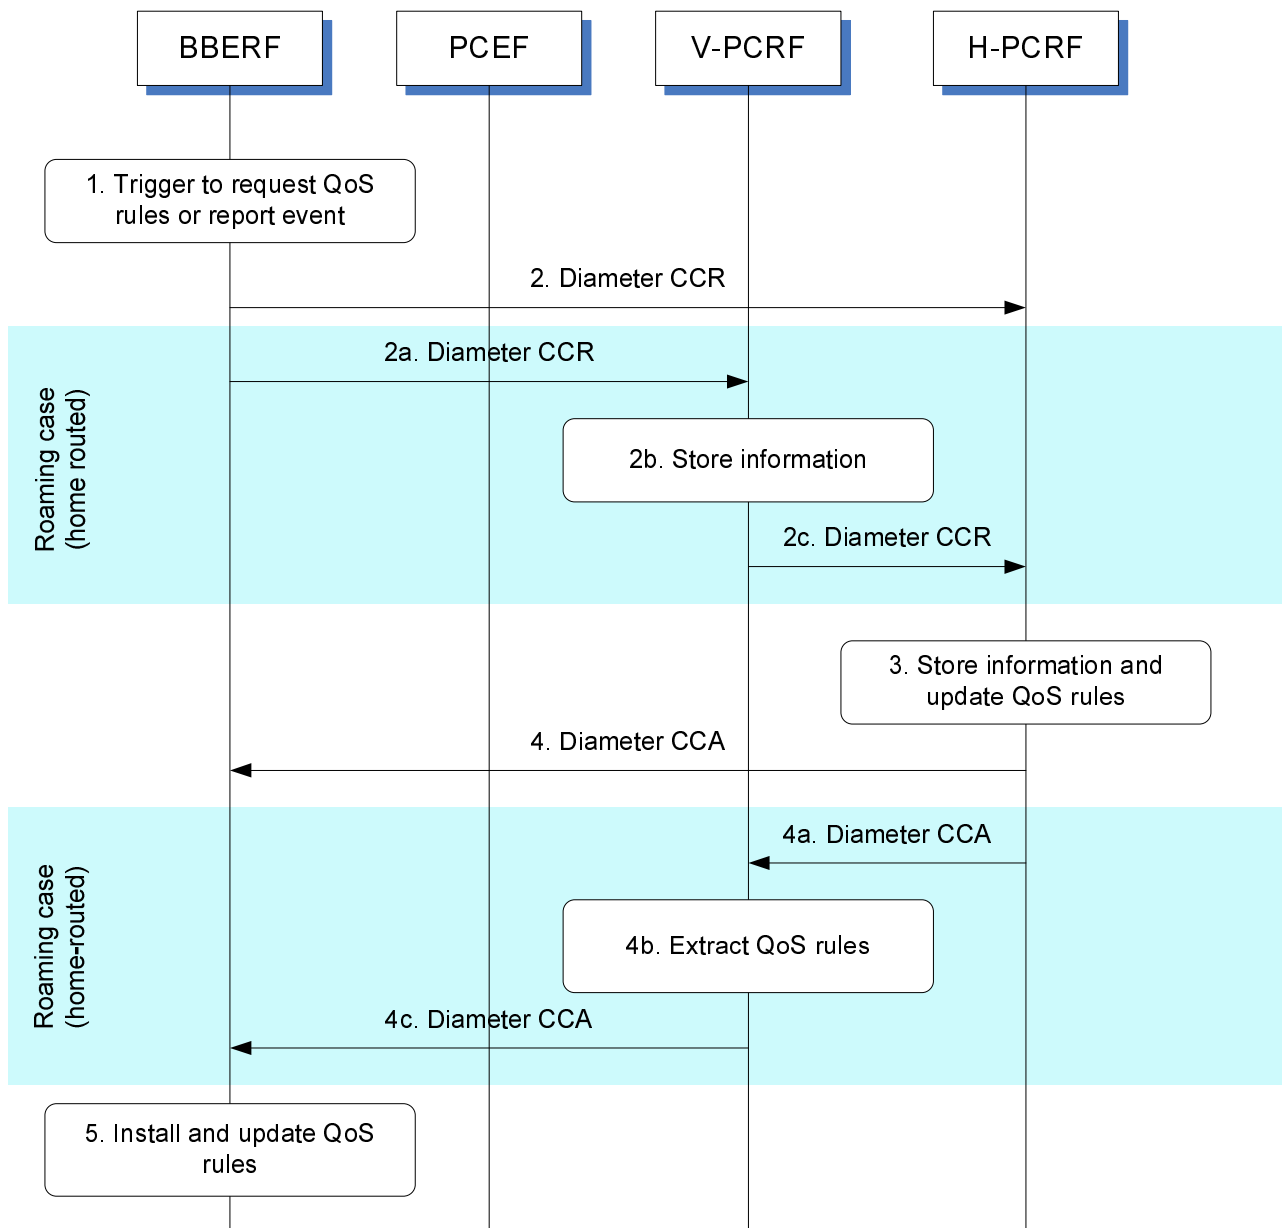 BBERF
PCEF
V-PCRF
H-PCRF
1. Trigger to request QoS
rules or report event
2. Diameter CCR
Roaming case
(home routed)
2a. Diameter CCR
2b. Store information
2c. Diameter CCR
3. Store information and
update QoS rules
4. Diameter CCA
Roaming case
(home-routed)
4a. Diameter CCA
4b. Extract QoS rules
4c. Diameter CCA
5. Install and update QoS
rules